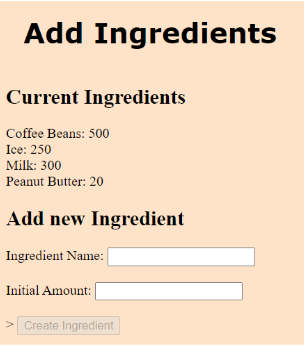 Add Ingredients
Current Ingredients
Coffee Beans: 500
Ice: 250
Milk: 300
Peanut Butter: 20
Add new Ingredient
Ingredient Name:
Initial Amount:
> Create Ingredient